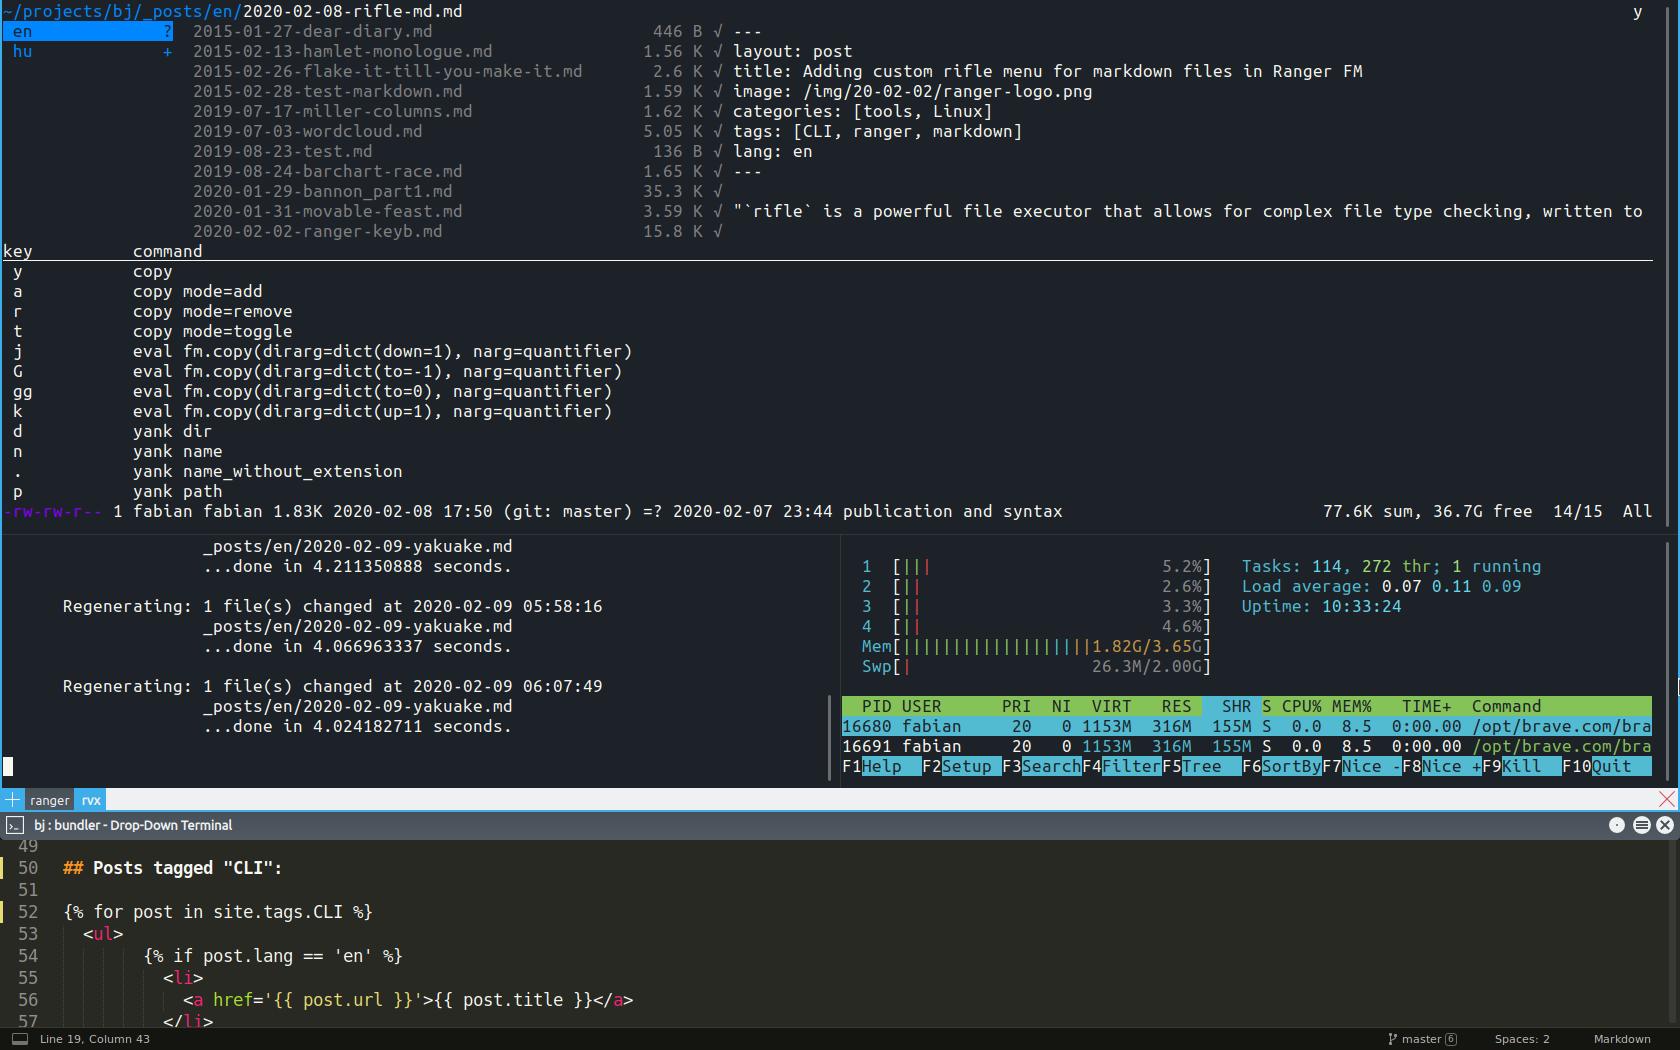 ~/projects/bj/_posts/en/2020-02-08-rifle-md.md y
en ? 2015-01-27-dear-diary.md 446 B √ ---
hu + 2015-02-13-hamlet-monologue.md 1.56 K √ layout: post
2015-02-26-flake-it-till-you-make-it.md 2.6 K √ title: Adding custom rifle menu for markdown files in Ranger FM
2015-02-28-test-markdown.md 1.59 K √ image: /img/20-02-02/ranger-logo.png
2019-07-17-miller-columns.md 1.62 K √ categories: [tools, Linux]
2019-07-03-wordcloud.md 5.05 K √ tags: [CLI, ranger, markdown]
2019-08-23-test.md 136 B √ lang: en
2019-08-24-barchart-race.md 1.65 K √ ---
2020-01-29-bannon_part1.md 35.3 K √
2020-01-31-movable-feast.md 3.59 K √ "`rifle` is a powerful file executor that allows for complex file type checking, written to
2020-02-02-ranger-keyb.md 15.8 K √
key command
y copy
a copy mode=add
r copy mode=remove
t copy mode=toggle
j eval fm.copy(dirarg=dict(down=1), narg=quantifier)
G eval fm.copy(dirarg=dict(to=-1), narg=quantifier)
gg eval fm.copy(dirarg=dict(to=0), narg=quantifier)
k eval fm.copy(dirarg=dict(up=1), narg=quantifier)
d yank dir
n yank name
. yank name_without_extension
p yank path
-rw-rw-r-- 1 fabian fabian 1.83K 2020-02-08 17:50 (git: master) =? 2020-02-07 23:44 publication and syntax 77.6K sum, 36.7G free 14/15 All
_posts/en/2020-02-09-yakuake.md
...done in 4.211350888 seconds.
Regenerating: 1 file(s) changed at 2020-02-09 05:58:16
_posts/en/2020-02-09-yakuake.md
...done in 4.066963337 seconds.
Regenerating: 1 file(s) changed at 2020-02-09 06:07:49
_posts/en/2020-02-09-yakuake.md
...done in 4.024182711 seconds.
1 [||| 5.2%] Tasks: 114, 272 thr; 1 running
2 [|| 2.6%] Load average: 0.07 0.11 0.09
3 [|| 3.3%] Uptime: 10:33:24
4 [|| 4.6%]
Mem[|||||||||||||||||||1.82G/3.65G]
Swp[| 26.3M/2.00G]
PID USER PRI NI VIRT RES SHR S CPU% MEM% TIME+ Command
16680 fabian 20 0 1153M 316M 155M S 0.0 8.5 0:00.00 /opt/brave.com/bra
16691 fabian 20 0 1153M 316M 155M S 0.0 8.5 0:00.00 /opt/brave.com/bra
F1Help F2Setup F3SearchF4FilterF5Tree F6SortByF7Nice -F8Nice +F9Kill F10Quit
ranger rvx
bj : bundler - Drop-Down Terminal
49
50 ## Posts tagged "CLI":
51
52 {% for post in site.tags.CLI %}
53 <ul>
54 {% if post.lang == 'en' %}
55 <li>
56 <a href='{{ post.url }}'>{{ post.title }}</a>
57 </li>
Line 19, Column 43 master 6 Spaces: 2 Markdown